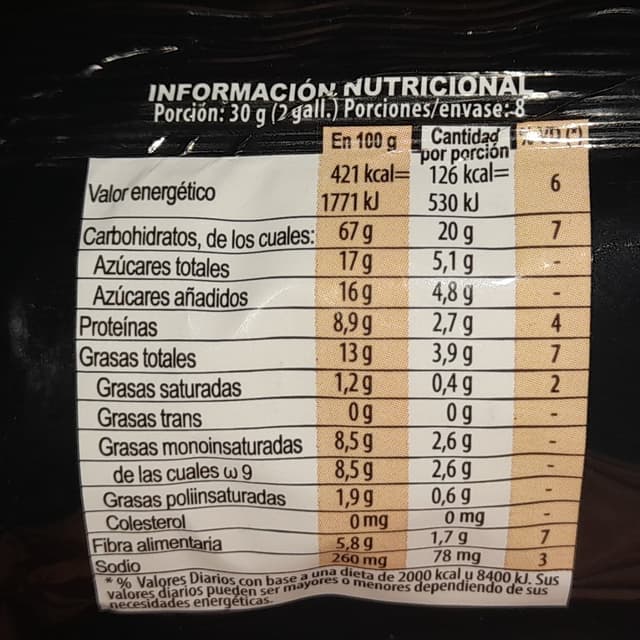 INFORMACIÓN NUTRICIONAL
Porción: 30 g (2 gall.) Porciones/envase: 8
En 100 g Cantidad por porción %VD (*)
Valor energético 421 kcal= 1771 kJ 126 kcal= 530 kJ 6
Carbohidratos, de los cuales: 67 g 20 g 7
Azúcares totales 17 g 5,1 g -
Azúcares añadidos 16 g 4,8 g -
Proteínas 8,9 g 2,7 g 4
Grasas totales 13 g 3,9 g 7
Grasas saturadas 1,2 g 0,4 g 2
Grasas trans 0 g 0 g -
Grasas monoinsaturadas 8,5 g 2,6 g -
de las cuales ω 9 8,5 g 2,6 g -
Grasas poliinsaturadas 1,9 g 0,6 g -
Colesterol 0 mg 0 mg -
Fibra alimentaria 5,8 g 1,7 g 7
Sodio 260 mg 78 mg 3
* % Valores Diarios con base a una dieta de 2000 kcal u 8400 kJ. Sus
valores diarios pueden ser mayores o menores dependiendo de sus
necesidades energéticas.